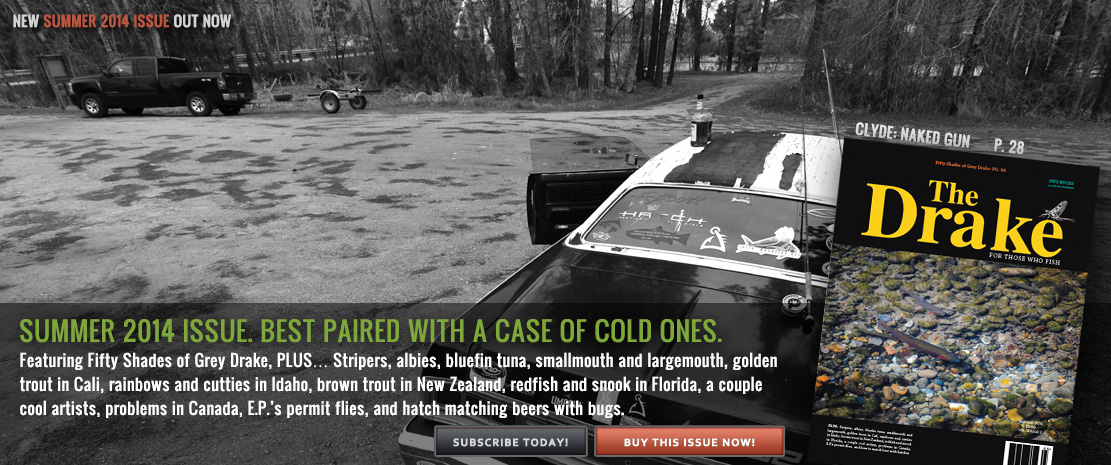 NEW SUMMER 2014 ISSUE OUT NOW
CLYDE: NAKED GUN P. 28
Fifty Shades of Grey Drake PG. 50
The
Drake
FOR THOSE WHO FISH
HATCH
SUMMER 2014 ISSUE. BEST PAIRED WITH A CASE OF COLD ONES.
Featuring Fifty Shades of Grey Drake, PLUS... Stripers, albies, bluefin tuna, smallmouth and largemouth, golden
trout in Cali, rainbows and cutties in Idaho, brown trout in New Zealand, redfish and snook in Florida, a couple
cool artists, problems in Canada, E.P.'s permit flies, and hatch matching beers with bugs.
SUBSCRIBE TODAY!
BUY THIS ISSUE NOW!